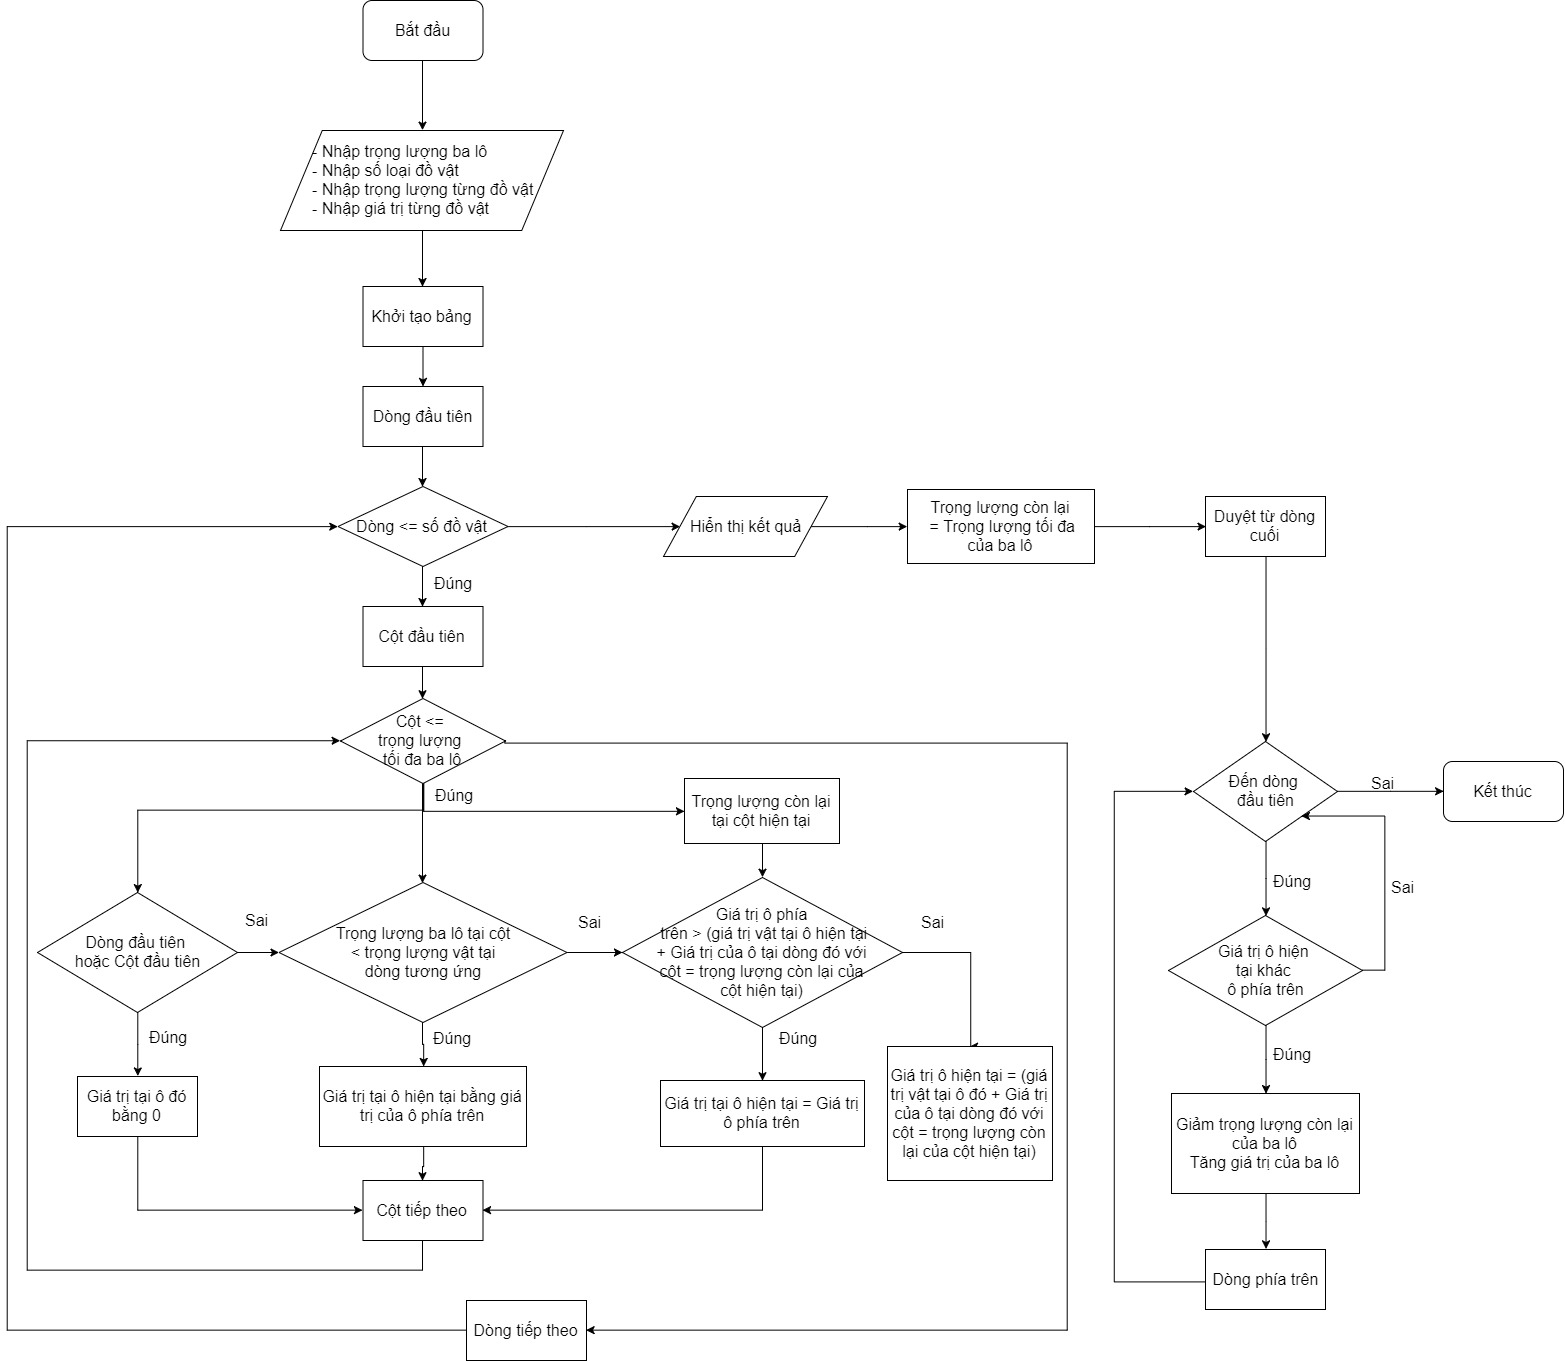 Bắt đầu
- Nhập trọng lượng ba lô
- Nhập số loại đồ vật
- Nhập trọng lượng từng đồ vật
- Nhập giá trị từng đồ vật
Khởi tạo bảng
Dòng đầu tiên
Dòng <= số đồ vật
Hiển thị kết quả
Trọng lượng còn lại
= Trọng lượng tối đa
của ba lô
Duyệt từ dòng
cuối
Đúng
Cột đầu tiên
Cột <=
trọng lượng
tối đa ba lô
Đúng
Trọng lượng còn lại
tại cột hiện tại
Đến dòng
đầu tiên
Sai
Kết thúc
Đúng
Sai
Dòng đầu tiên
hoặc Cột đầu tiên
Sai
Trọng lượng ba lô tại cột
< trọng lượng vật tại
dòng tương ứng
Sai
Giá trị ô phía
trên > (giá trị vật tại ô hiện tại
+ Giá trị của ô tại dòng đó với
cột = trọng lượng còn lại của
cột hiện tại)
Sai
Giá trị ô hiện
tại khác
ô phía trên
Đúng
Đúng
Đúng
Đúng
Giá trị tại ô đó
bằng 0
Giá trị tại ô hiện tại bằng giá
trị của ô phía trên
Giá trị tại ô hiện tại = Giá trị
ô phía trên
Giá trị ô hiện tại = (giá
trị vật tại ô đó + Giá trị
của ô tại dòng đó với
cột = trọng lượng còn
lại của cột hiện tại)
Giảm trọng lượng còn lại
của ba lô
Tăng giá trị của ba lô
Cột tiếp theo
Dòng phía trên
Dòng tiếp theo